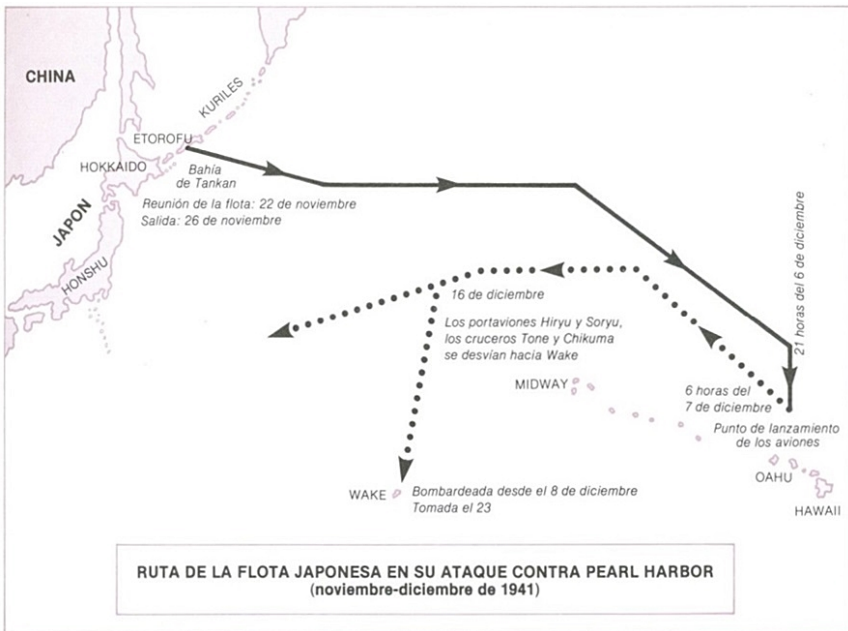 CHINA
KURILES
ETOROFU
HOKKAIDO
Bahía
de Tankan
Reunión de la flota: 22 de noviembre
Salida: 26 de noviembre
JAPON
HONSHU
21 horas del 6 de diciembre
16 de diciembre
Los portaviones Hiryu y Soryu,
los cruceros Tone y Chikuma
se desvían hacia Wake
MIDWAY
6 horas del
7 de diciembre
Punto de lanzamiento
de los aviones
OAHU
HAWAII
WAKE
Bombardeada desde el 8 de diciembre
Tomada el 23
RUTA DE LA FLOTA JAPONESA EN SU ATAQUE CONTRA PEARL HARBOR
(noviembre-diciembre de 1941)